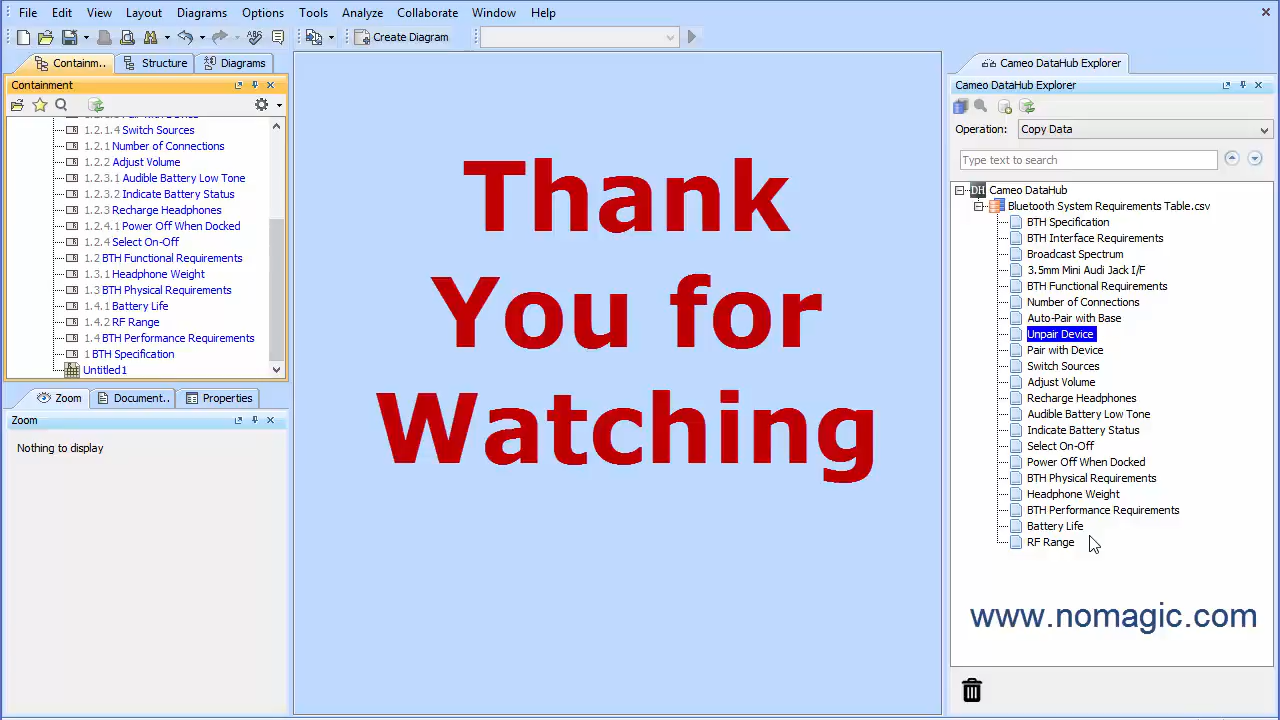 File Edit View Layout Diagrams Options Tools Analyze Collaborate Window Help
Create Diagram
Containm.. Structure Diagrams
Containment
1.2.1.4 Switch Sources
1.2.1 Number of Connections
1.2.2 Adjust Volume
1.2.3.1 Audible Battery Low Tone
1.2.3.2 Indicate Battery Status
1.2.3 Recharge Headphones
1.2.4.1 Power Off When Docked
1.2.4 Select On-Off
1.2 BTH Functional Requirements
1.3.1 Headphone Weight
1.3 BTH Physical Requirements
1.4.1 Battery Life
1.4.2 RF Range
1.4 BTH Performance Requirements
1 BTH Specification
Untitled1
Zoom Document.. Properties
Zoom
Nothing to display
Thank
You for
Watching
Cameo DataHub Explorer
Cameo DataHub Explorer
Operation: Copy Data
Type text to search
DH Cameo DataHub
Bluetooth System Requirements Table.csv
BTH Specification
BTH Interface Requirements
Broadcast Spectrum
3.5mm Mini Audi Jack I/F
BTH Functional Requirements
Number of Connections
Auto-Pair with Base
Unpair Device
Pair with Device
Switch Sources
Adjust Volume
Recharge Headphones
Audible Battery Low Tone
Indicate Battery Status
Select On-Off
Power Off When Docked
BTH Physical Requirements
Headphone Weight
BTH Performance Requirements
Battery Life
RF Range
www.nomagic.com